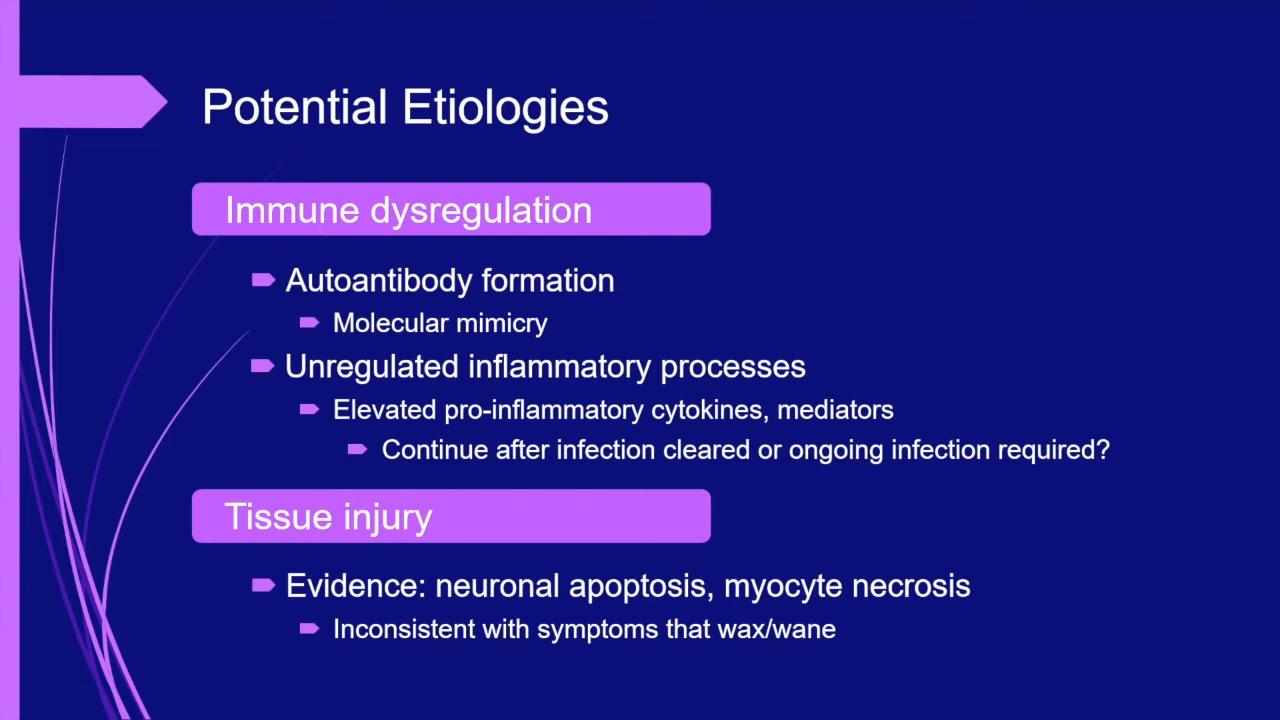 Potential Etiologies
Immune dysregulation
Autoantibody formation
Molecular mimicry
Unregulated inflammatory processes
Elevated pro-inflammatory cytokines, mediators
Continue after infection cleared or ongoing infection required?
Tissue injury
Evidence: neuronal apoptosis, myocyte necrosis
Inconsistent with symptoms that wax/wane